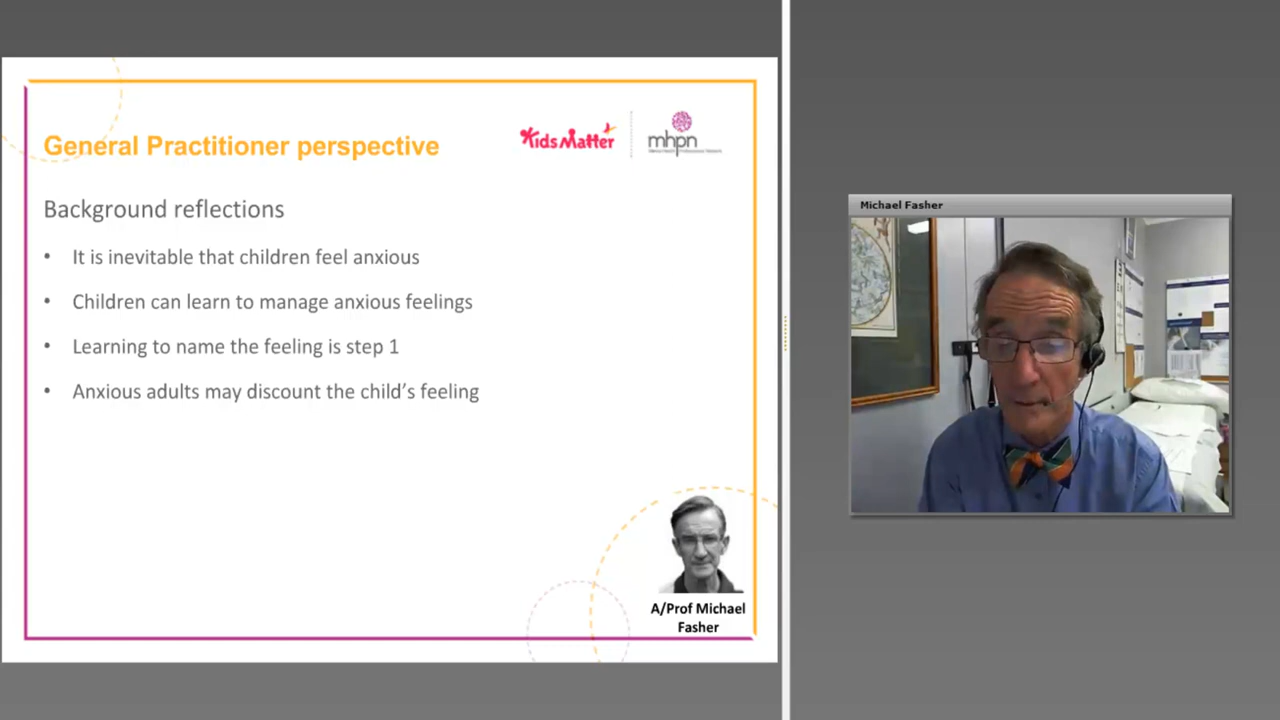 General Practitioner perspective
KidsMatter
mhpn
Background reflections
• It is inevitable that children feel anxious
• Children can learn to manage anxious feelings
• Learning to name the feeling is step 1
• Anxious adults may discount the child’s feeling
A/Prof Michael
Fasher
Michael Fasher